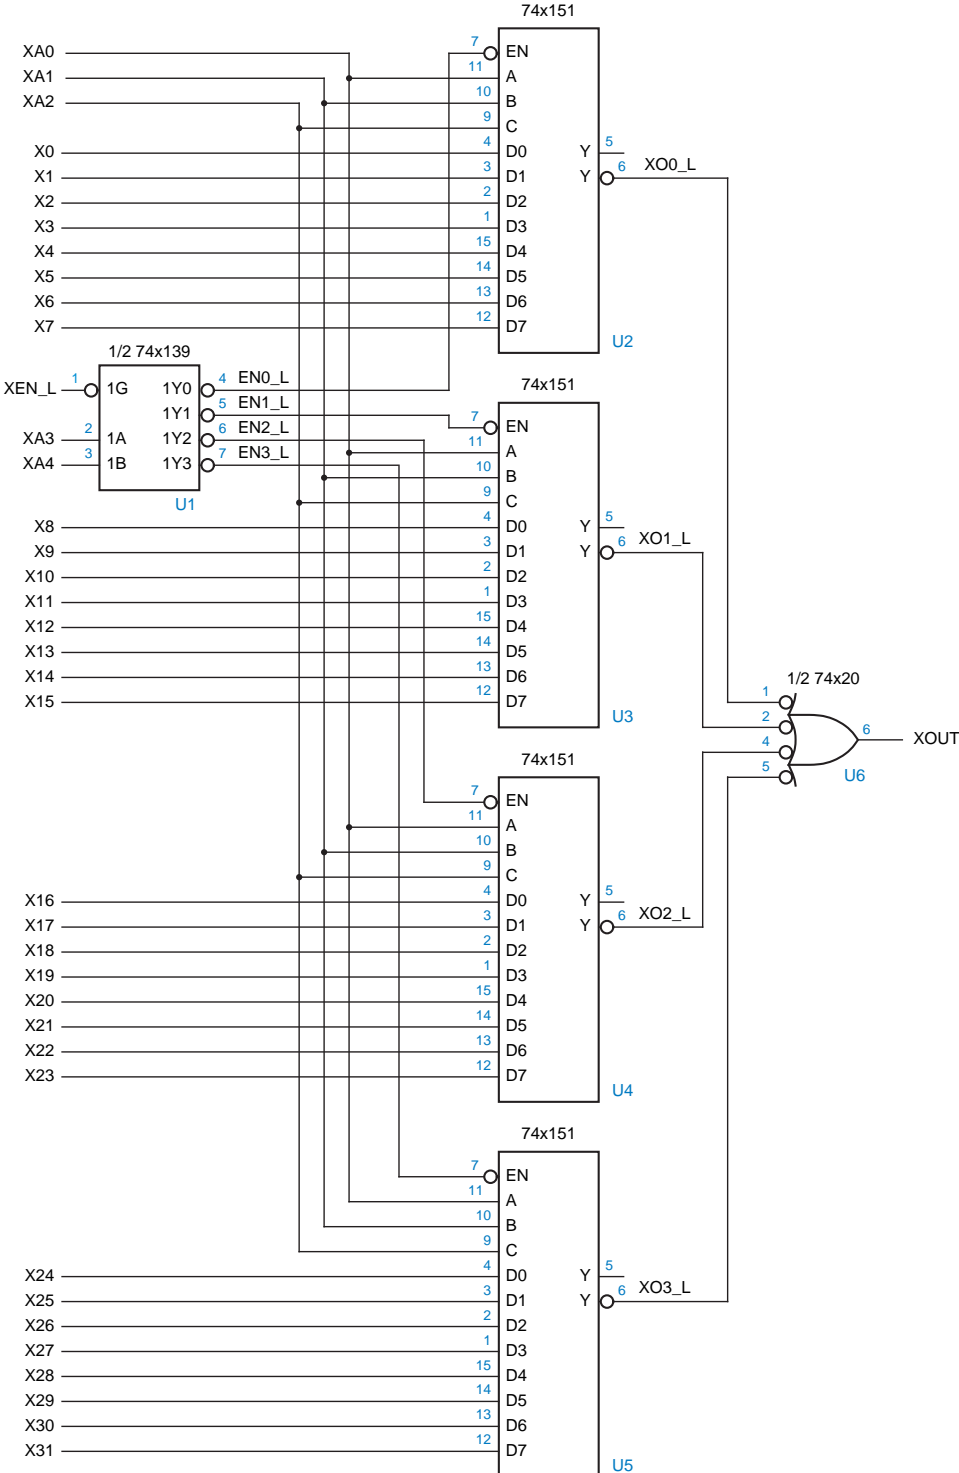 74x151
XA0
7
EN
XA1
11
A
XA2
10
B
9
C
X0
4
D0
Y
5
X1
3
D1
Y
6
XO0_L
X2
2
D2
X3
1
D3
X4
15
D4
X5
14
D5
X6
13
D6
X7
12
D7
U2
1/2 74x139
XEN_L
1
1G
1Y0
4
EN0_L
1Y1
5
EN1_L
XA3
2
1A
1Y2
6
EN2_L
XA4
3
1B
1Y3
7
EN3_L
U1
74x151
7
EN
11
A
10
B
9
C
X8
4
D0
Y
5
X9
3
D1
Y
6
XO1_L
X10
2
D2
X11
1
D3
X12
15
D4
X13
14
D5
X14
13
D6
X15
12
D7
U3
1/2 74x20
1
2
4
5
6
XOUT
U6
74x151
7
EN
11
A
10
B
9
C
X16
4
D0
Y
5
X17
3
D1
Y
6
XO2_L
X18
2
D2
X19
1
D3
X20
15
D4
X21
14
D5
X22
13
D6
X23
12
D7
U4
74x151
7
EN
11
A
10
B
9
C
X24
4
D0
Y
5
X25
3
D1
Y
6
XO3_L
X26
2
D2
X27
1
D3
X28
15
D4
X29
14
D5
X30
13
D6
X31
12
D7
U5